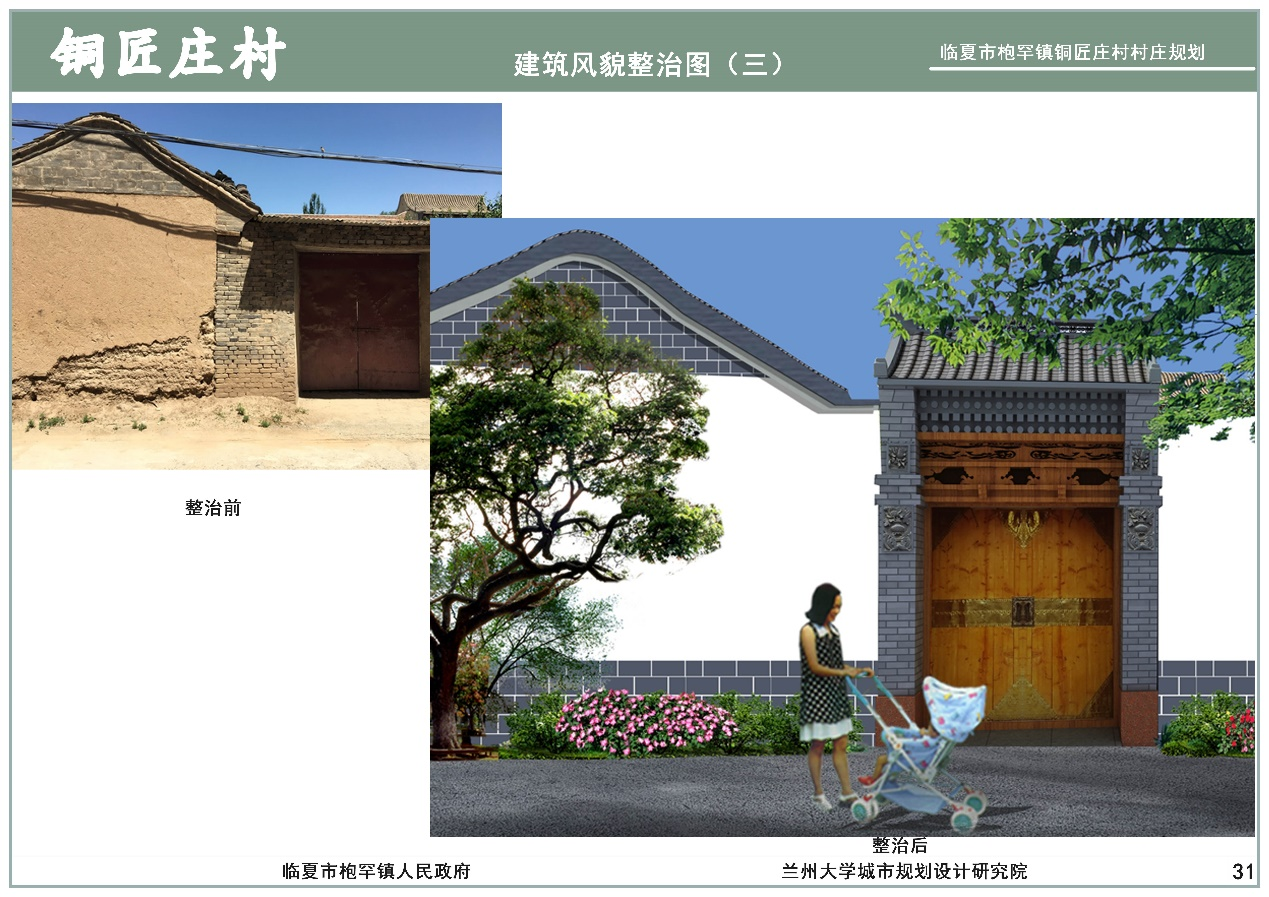 铜匠庄村
建筑风貌整治图（三）
临夏市枹罕镇铜匠庄村村庄规划
整治前
整治后
临夏市枹罕镇人民政府
兰州大学城市规划设计研究院
31